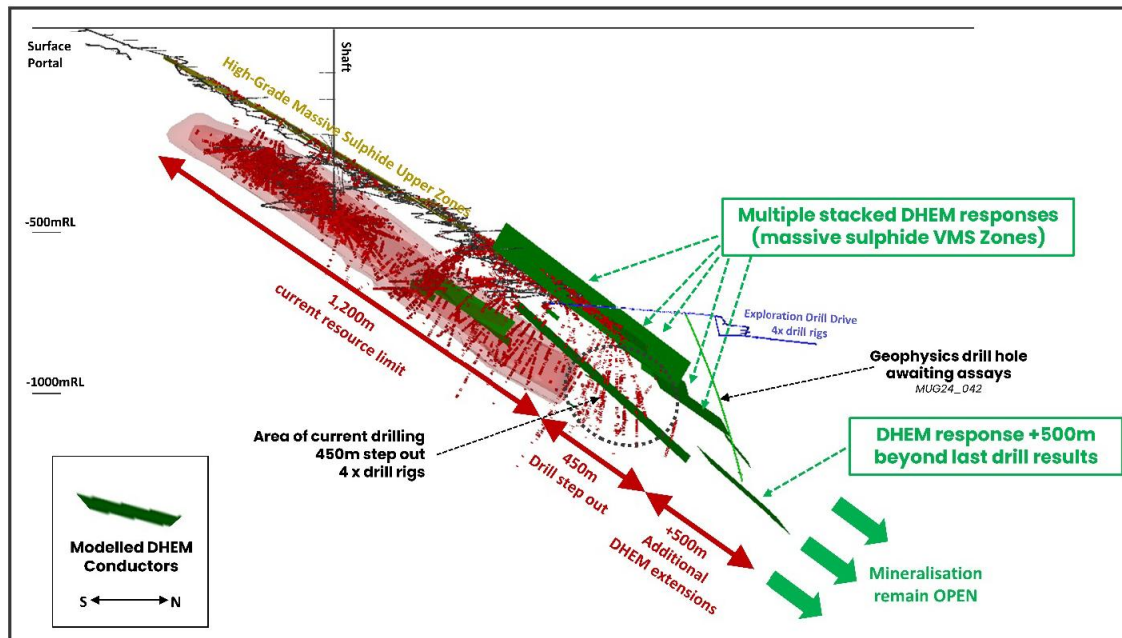 Surface
Portal
Shaft
High-Grade Massive Sulphide Upper Zones
-500mRL
-1000mRL
1,200m
current resource limit
Multiple stacked DHEM responses
(massive sulphide VMS Zones)
Exploration Drill Drive
4x drill rigs
Geophysics drill hole
awaiting assays
MUG24_042
Area of current drilling
450m step out
4 x drill rigs
450m
Drill step out
DHEM response +500m
beyond last drill results
+500m
Additional
DHEM extensions
Mineralisation
remain OPEN
Modelled DHEM
Conductors
S N